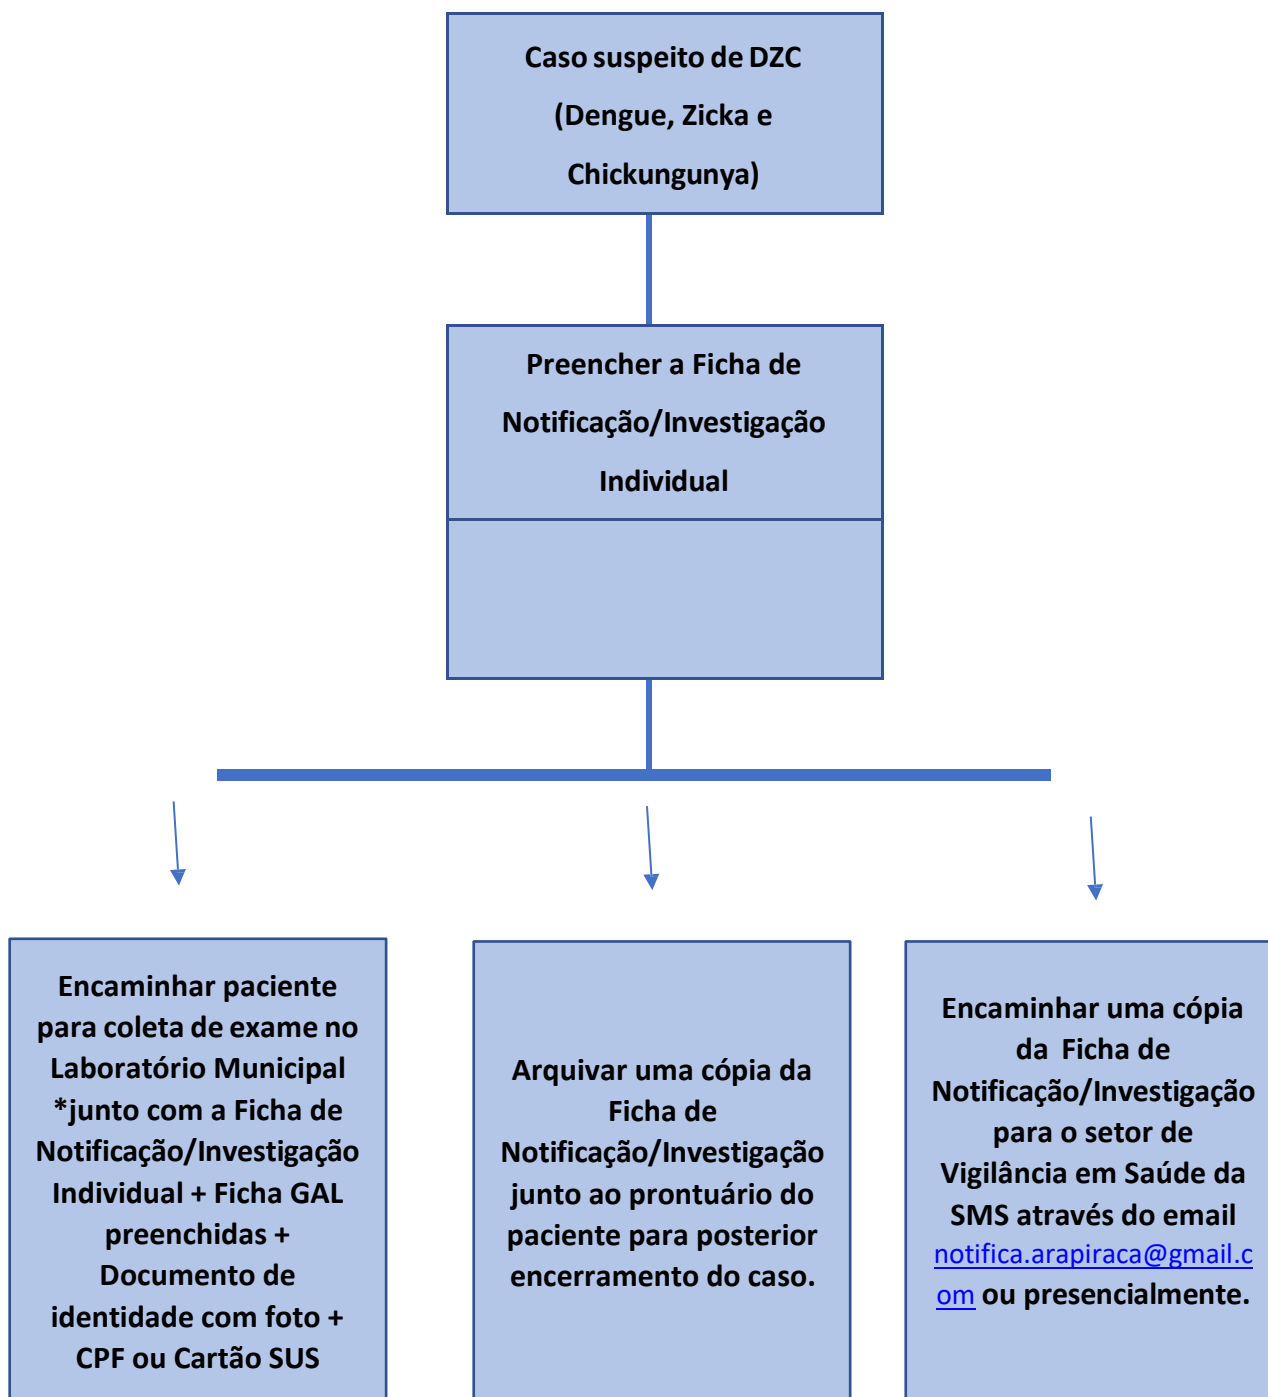 Caso suspeito de DZC
(Dengue, Zicka e
Chickungunya)
Preencher a Ficha de
Notificação/Investigação
Individual
Encaminhar paciente
para coleta de exame no
Laboratório Municipal
*junto com a Ficha de
Notificação/Investigação
Individual + Ficha GAL
preenchidas +
Documento de
identidade com foto +
CPF ou Cartão SUS
Arquivar uma cópia da
Ficha de
Notificação/Investigação
junto ao prontuário do
paciente para posterior
encerramento do caso.
Encaminhar uma cópia
da Ficha de
Notificação/Investigação
para o setor de
Vigilância em Saúde da
SMS através do email
notifica.arapiraca@gmail.c
om ou presencialmente.